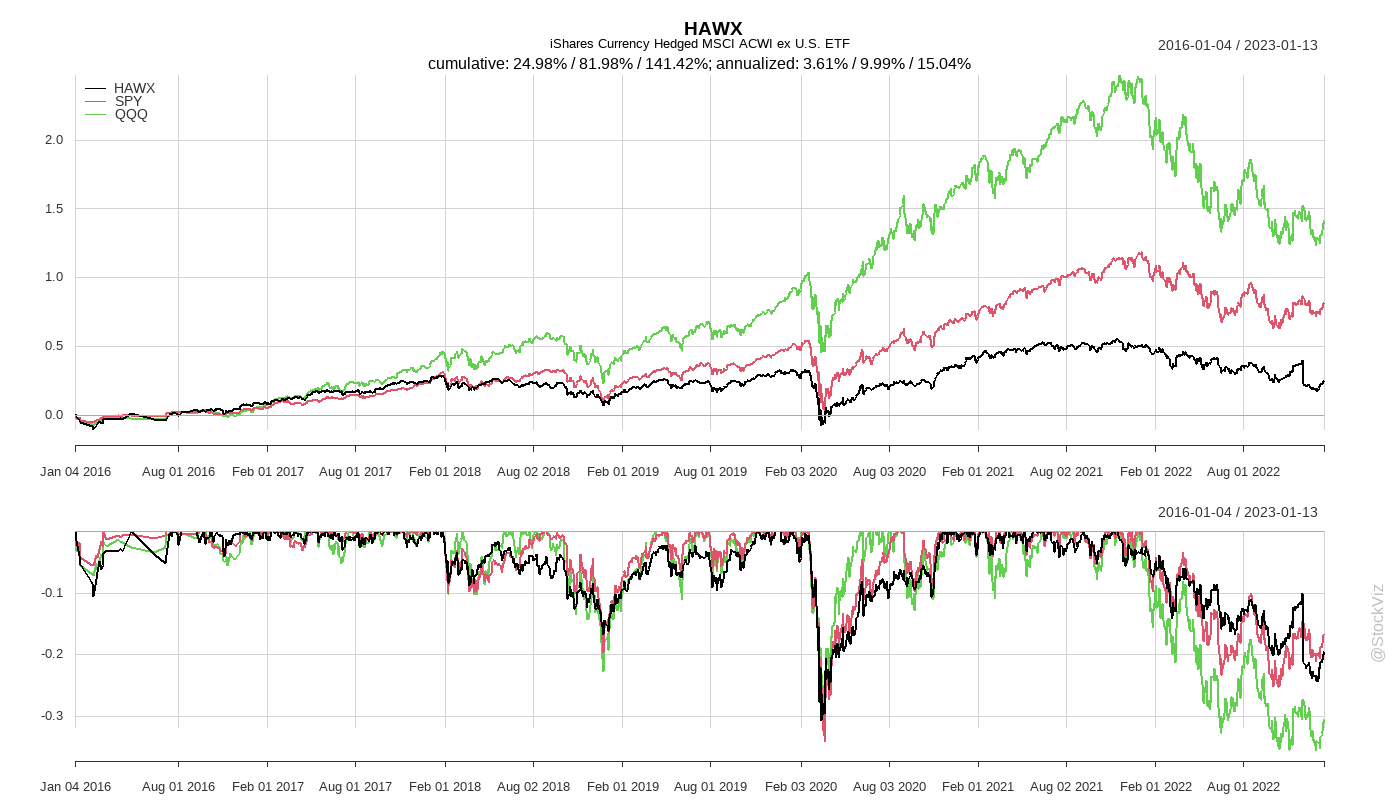 HAWX
iShares Currency Hedged MSCI ACWI ex U.S. ETF
2016-01-04 / 2023-01-13
cumulative: 24.98% / 81.98% / 141.42%; annualized: 3.61% / 9.99% / 15.04%
HAWX
SPY
QQQ
2.0
1.5
1.0
0.5
0.0
Jan 04 2016 Aug 01 2016 Feb 01 2017 Aug 01 2017 Feb 01 2018 Aug 02 2018 Feb 01 2019 Aug 01 2019 Feb 03 2020 Aug 03 2020 Feb 01 2021 Aug 02 2021 Feb 01 2022 Aug 01 2022
2016-01-04 / 2023-01-13
-0.1
-0.2
-0.3
Jan 04 2016 Aug 01 2016 Feb 01 2017 Aug 01 2017 Feb 01 2018 Aug 02 2018 Feb 01 2019 Aug 01 2019 Feb 03 2020 Aug 03 2020 Feb 01 2021 Aug 02 2021 Feb 01 2022 Aug 01 2022
@StockViz